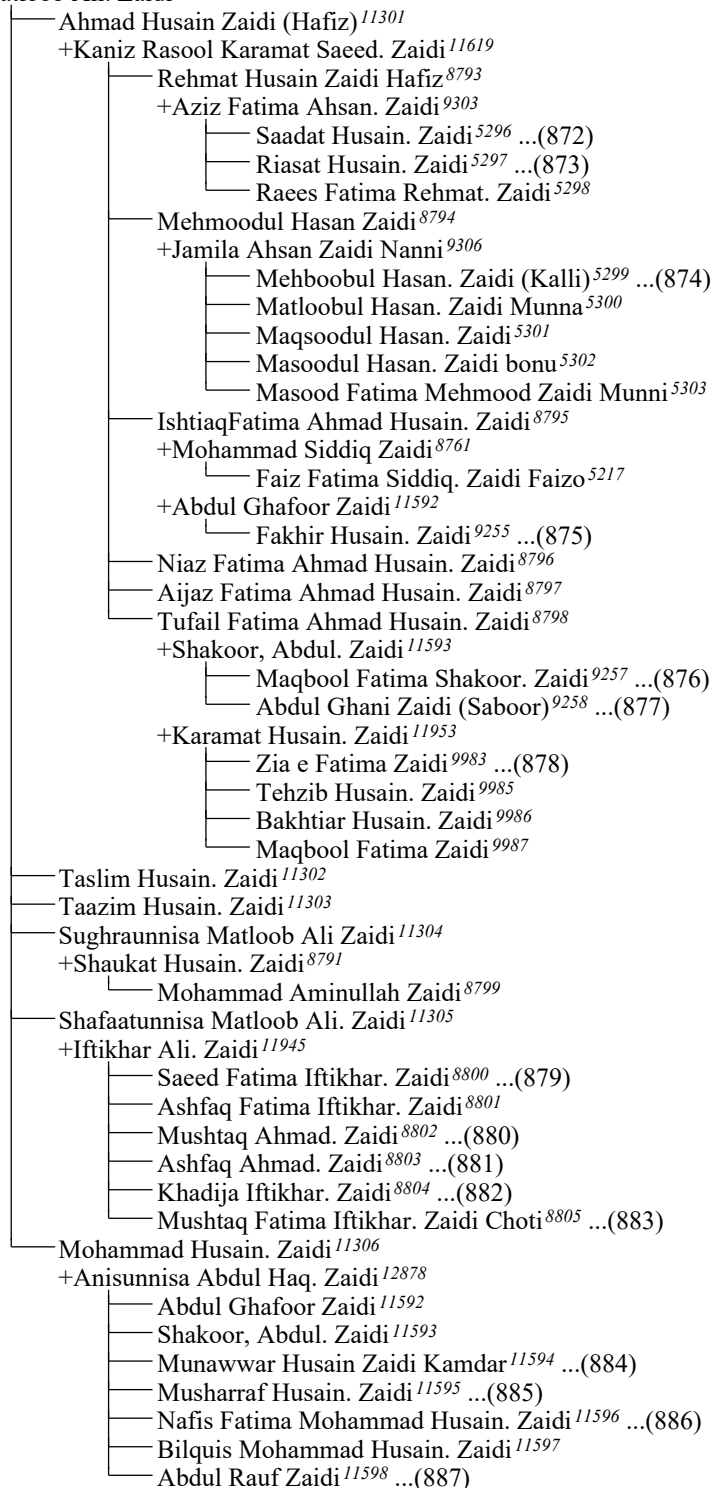 Ahmad Husain Zaidi (Hafiz) 11301
+Kaniz Rasool Karamat Saeed. Zaidi 11619
Rehmat Husain Zaidi Hafiz 8793
+Aziz Fatima Ahsan. Zaidi 9303
Saadat Husain. Zaidi 5296 ...(872)
Riasat Husain. Zaidi 5297 ...(873)
Raees Fatima Rehmat. Zaidi 5298
Mehmoodul Hasan Zaidi 8794
+Jamila Ahsan Zaidi Nanni 9306
Mehboobul Hasan. Zaidi (Kalli) 5299 ...(874)
Matloobul Hasan. Zaidi Munna 5300
Maqsoodul Hasan. Zaidi 5301
Masoodul Hasan. Zaidi bonu 5302
Masood Fatima Mehmood Zaidi Munni 5303
IshtiaqFatima Ahmad Husain. Zaidi 8795
+Mohammad Siddiq Zaidi 8761
Faiz Fatima Siddiq. Zaidi Faizo 5217
+Abdul Ghafoor Zaidi 11592
Fakhir Husain. Zaidi 9255 ...(875)
Niaz Fatima Ahmad Husain. Zaidi 8796
Aijaz Fatima Ahmad Husain. Zaidi 8797
Tufail Fatima Ahmad Husain. Zaidi 8798
+Shakoor, Abdul. Zaidi 11593
Maqbool Fatima Shakoor. Zaidi 9257 ...(876)
Abdul Ghani Zaidi (Saboor) 9258 ...(877)
+Karamat Husain. Zaidi 11953
Zia e Fatima Zaidi 9983 ...(878)
Tehzib Husain. Zaidi 9985
Bakhtiar Husain. Zaidi 9986
Maqbool Fatima Zaidi 9987
Taslim Husain. Zaidi 11302
Taazim Husain. Zaidi 11303
Sughraunnisa Matloob Ali Zaidi 11304
+Shaukat Husain. Zaidi 8791
Mohammad Aminullah Zaidi 8799
Shafaatunnisa Matloob Ali. Zaidi 11305
+Iftikhar Ali. Zaidi 11945
Saeed Fatima Iftikhar. Zaidi 8800 ...(879)
Ashfaq Fatima Iftikhar. Zaidi 8801
Mushtaq Ahmad. Zaidi 8802 ...(880)
Ashfaq Ahmad. Zaidi 8803 ...(881)
Khadija Iftikhar. Zaidi 8804 ...(882)
Mushtaq Fatima Iftikhar. Zaidi Choti 8805 ...(883)
Mohammad Husain. Zaidi 11306
+Anisunnisa Abdul Haq. Zaidi 12878
Abdul Ghafoor Zaidi 11592
Shakoor, Abdul. Zaidi 11593
Munawwar Husain Zaidi Kamdar 11594 ...(884)
Musharraf Husain. Zaidi 11595 ...(885)
Nafis Fatima Mohammad Husain. Zaidi 11596 ...(886)
Bilquis Mohammad Husain. Zaidi 11597
Abdul Rauf Zaidi 11598 ...(887)